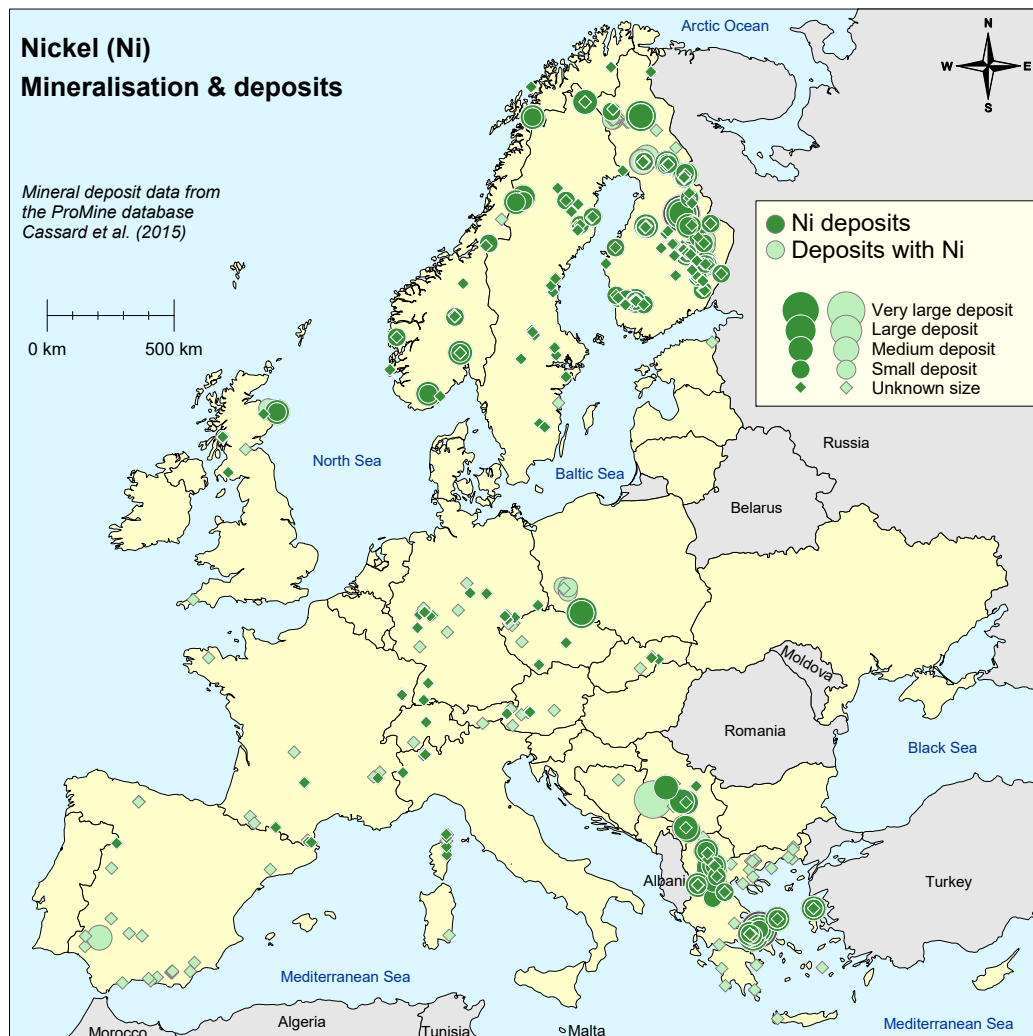 Nickel (Ni)
Mineralisation & deposits
Arctic Ocean
N
W
E
S
Mineral deposit data from
the ProMine database
Cassard et al. (2015)
0 km
500 km
Ni deposits
Deposits with Ni
Very large deposit
Large deposit
Medium deposit
Small deposit
Unknown size
North Sea
Baltic Sea
Russia
Belarus
Moldova
Romania
Black Sea
Albani
Turkey
Mediterranean Sea
Mediterranean Sea
Morocco
Algeria
Tunisia
Malta